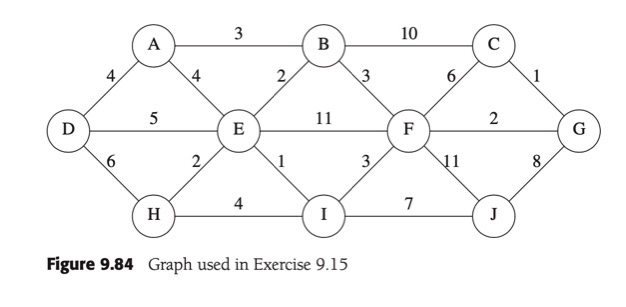 3 10
A B C
4 4 2 3 6 1
5 11 2
D E F G
6 2 1 3 11 8
4 7
H I J
Figure 9.84 Graph used in Exercise 9.15